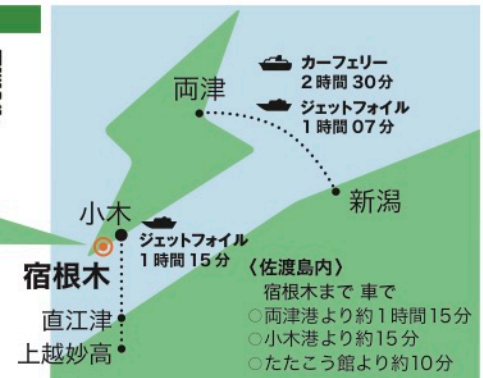 カーフェリー
2時間30分
両津
ジェットフォイル
1時間07分
新潟
小木
ジェットフォイル
1時間15分
宿根木
直江津
上越妙高
〈佐渡島内〉
宿根木まで 車で
○両津港より約1時間15分
○小木港より約15分
○たたこう館より約10分